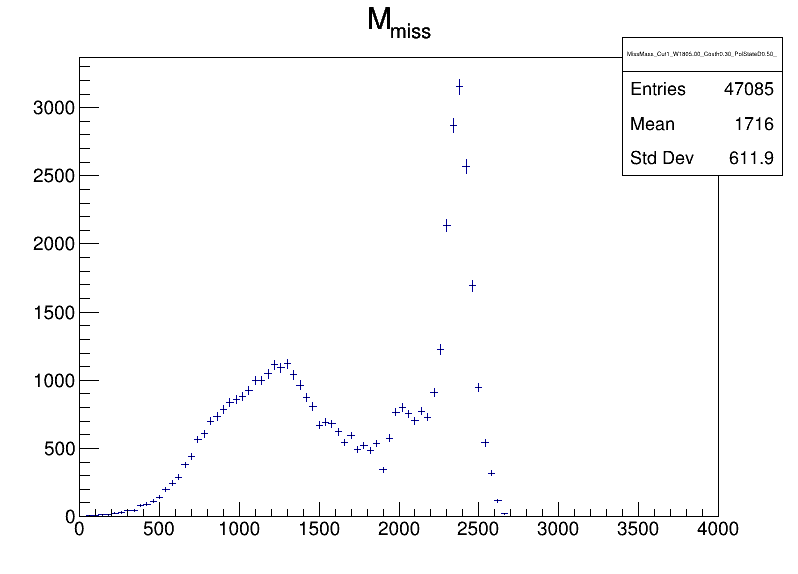 M_miss
MissMass_Cut1_W1805.00_Costh0.30_PolStateD0.50_
Entries 47085
Mean 1716
Std Dev 611.9
3000
2500
2000
1500
1000
500
0
0 500 1000 1500 2000 2500 3000 3500 4000